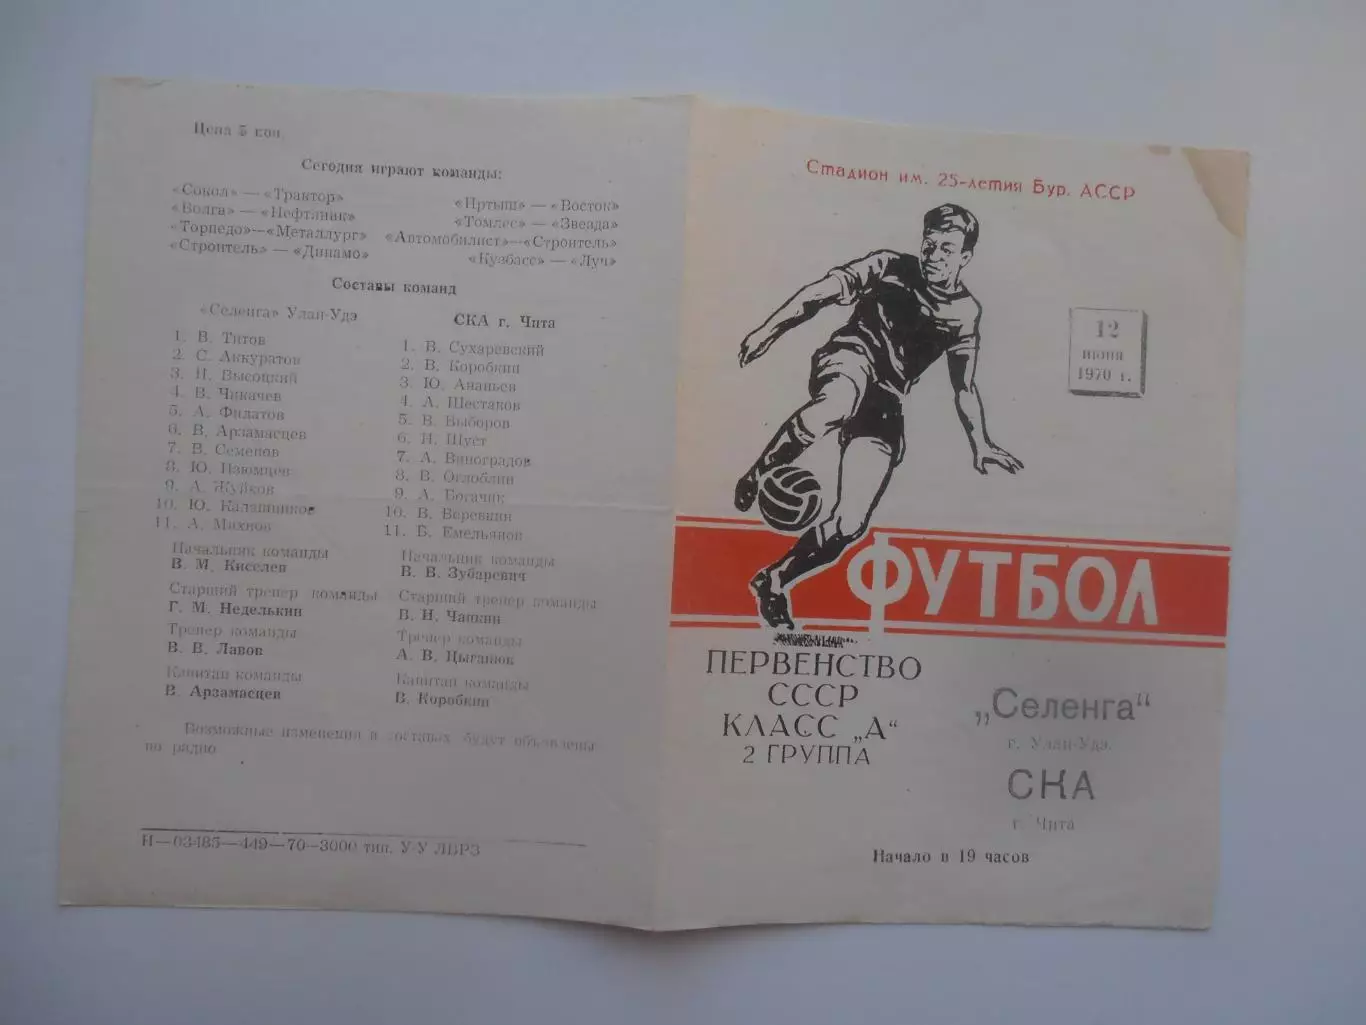 Цена 5 коп.
Сегодня играют команды:
«Сокол» — «Трактор»
«Волга» — «Нефтяник»
«Торпедо»—«Металлург»
«Строитель» — «Динамо»
«Иртыш» — «Восток»
«Томлес» — «Звезда»
«Автомобилист»—«Строитель»
«Кузбасс» — «Луч»
Составы команд
«Селенга» Улан-Удэ
1. В. Титов
2. С. Аккуратов
3. Н. Высоцкий
4. В. Чикачев
5. А. Филатов
6. В. Арзамасцев
7. В. Семенов
8. Ю. Изюмцев
9. А. Жуйков
10. Ю. Калашников
11. А. Михнов
Начальник команды
В. М. Киселев
Старший тренер команды
Г. М. Неделькин
Тренер команды
В. В. Лавов
Капитан команды
В. Арзамасцев
СКА г. Чита
1. В. Сухаревский
2. В. Коробкин
3. Ю. Ананьев
4. А. Шестаков
5. В. Выборов
6. Н. Шуст
7. А. Виноградов
8. В. Оглоблин
9. А. Богачик
10. В. Веревкин
11. Б. Емельянов
Начальник команды
В. В. Зубаревич
Старший тренер команды
В. Н. Чапкин
Тренер команды
А. В. Цыганюк
Капитан команды
В. Коробкин
Возможные изменения в составах будут объявлены
по радио
Н—03485—449—70—3000 тип. У-У ЛВРЗ
Стадион им. 25-летия Бур. АССР
12
июня
1970 г.
ФУТБОЛ
ПЕРВЕНСТВО
СССР
КЛАСС „А“
2 ГРУППА
„Селенга"
г. Улан-Удэ.
СКА
г. Чита
Начало в 19 часов